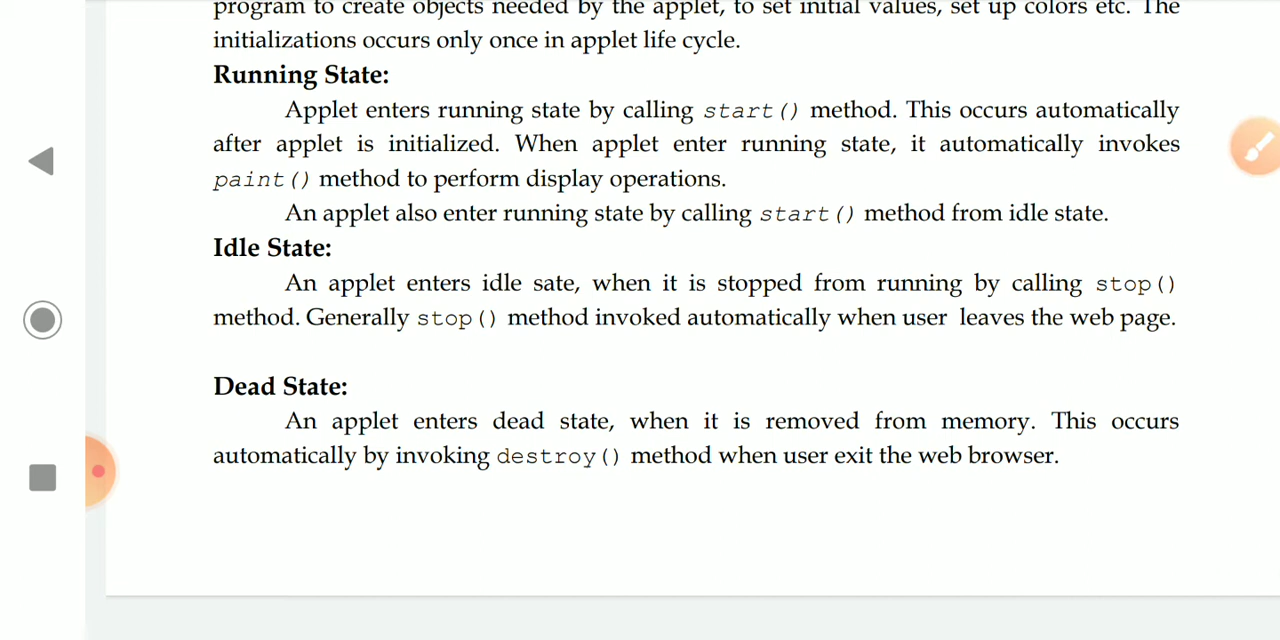 program to create objects needed by the applet, to set initial values, set up colors etc. The
initializations occurs only once in applet life cycle.
Running State:
Applet enters running state by calling start() method. This occurs automatically
after applet is initialized. When applet enter running state, it automatically invokes
paint() method to perform display operations.
An applet also enter running state by calling start() method from idle state.
Idle State:
An applet enters idle sate, when it is stopped from running by calling stop()
method. Generally stop() method invoked automatically when user leaves the web page.
Dead State:
An applet enters dead state, when it is removed from memory. This occurs
automatically by invoking destroy() method when user exit the web browser.